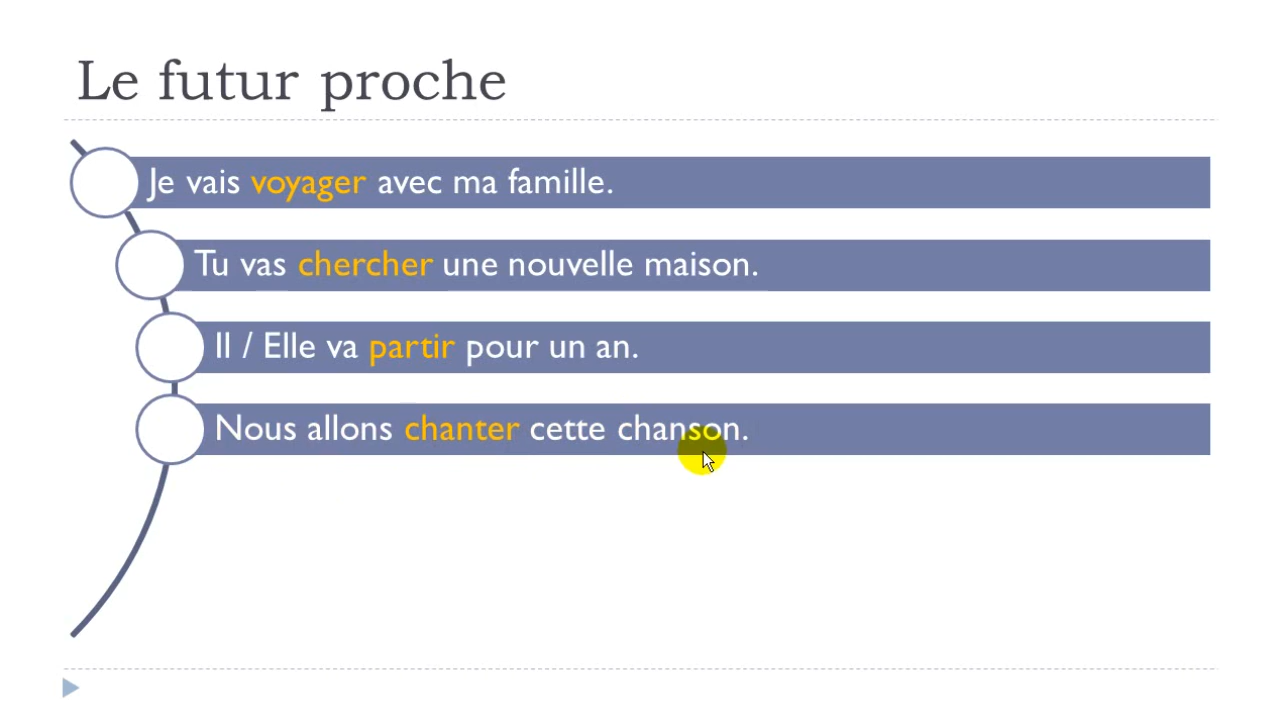 Le futur proche
Je vais voyager avec ma famille.
Tu vas chercher une nouvelle maison.
Il / Elle va partir pour un an.
Nous allons chanter cette chanson.